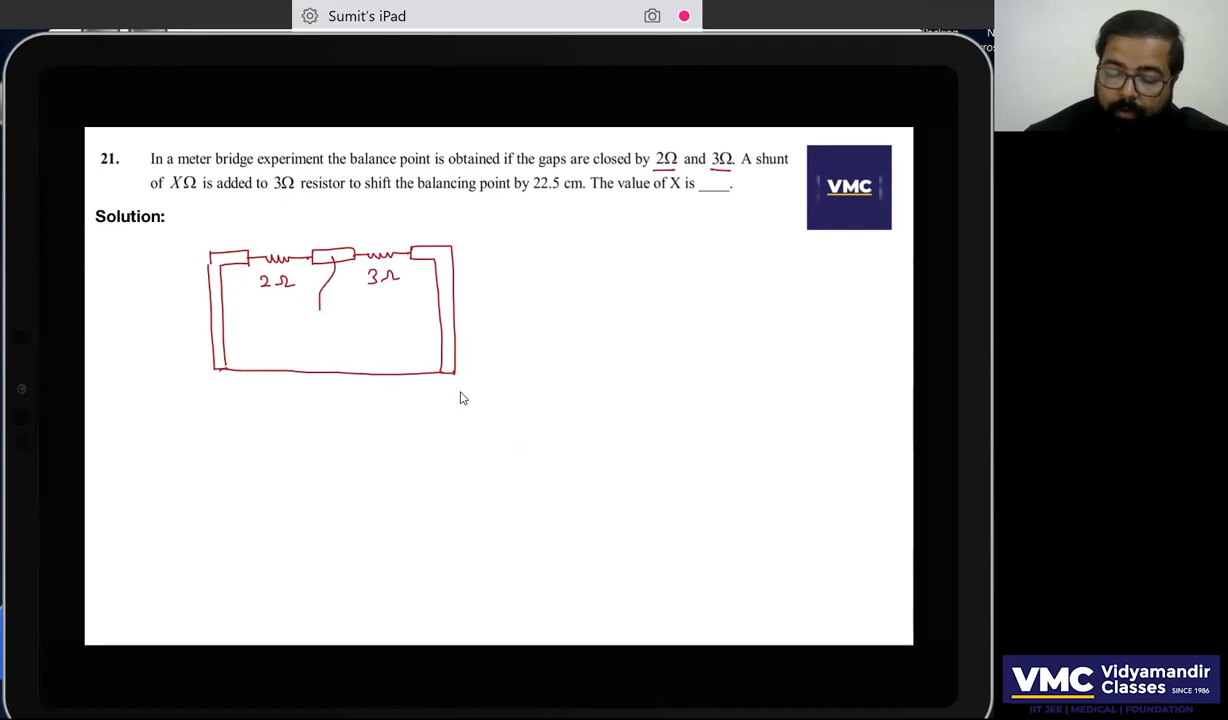 Sumit's iPad
21. In a meter bridge experiment the balance point is obtained if the gaps are closed by 2Ω and 3Ω. A shunt
of XΩ is added to 3Ω resistor to shift the balancing point by 22.5 cm. The value of X is ____.
VMC
Solution:
2Ω
3Ω
VMC Vidyamandir
Classes SINCE 1986
IIT JEE | MEDICAL | FOUNDATION